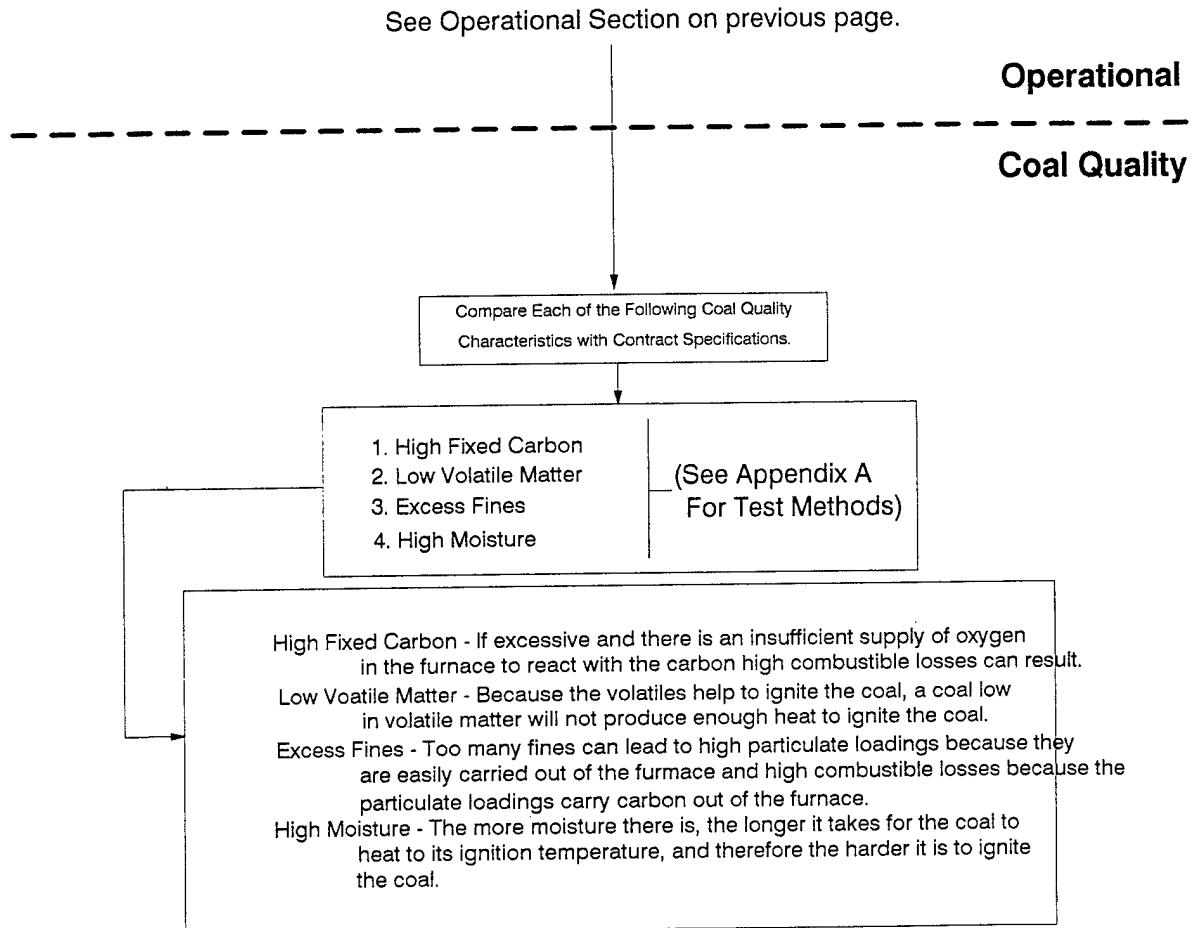 See Operational Section on previous page.
Operational
Coal Quality
Compare Each of the Following Coal Quality
Characteristics with Contract Specifications.
1. High Fixed Carbon
2. Low Volatile Matter
3. Excess Fines
4. High Moisture
(See Appendix A
For Test Methods)
High Fixed Carbon - If excessive and there is an insufficient supply of oxygen
in the furnace to react with the carbon high combustible losses can result.
Low Voatile Matter - Because the volatiles help to ignite the coal, a coal low
in volatile matter will not produce enough heat to ignite the coal.
Excess Fines - Too many fines can lead to high particulate loadings because they
are easily carried out of the furmace and high combustible losses because the
particulate loadings carry carbon out of the furnace.
High Moisture - The more moisture there is, the longer it takes for the coal to
heat to its ignition temperature, and therefore the harder it is to ignite
the coal.